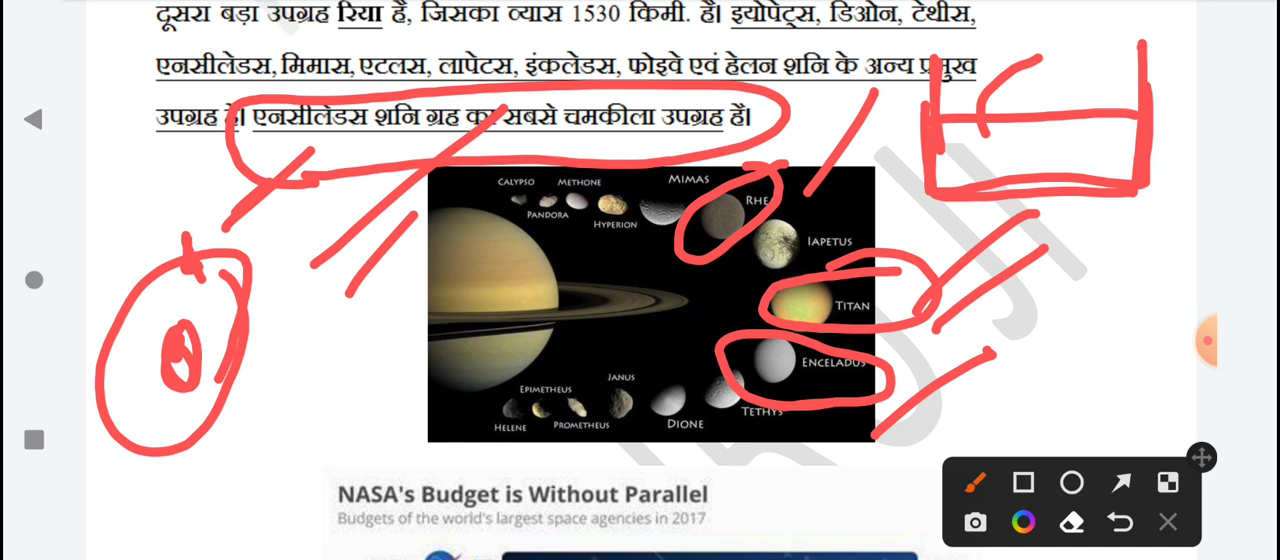 दूसरा बड़ा उपग्रह रिया है, जिसका व्यास 1530 किमी. है। इयोपेट्स, डिओन, टेथीस,
एनसीलेडस, मिमास, एटलस, लापेटस, इंकलेडस, फोइवे एवं हेलन शनि के अन्य प्रमुख
उपग्रह है। एनसीलेडस शनि ग्रह का सबसे चमकीला उपग्रह है।
CALYPSO METHONE MIMAS
PANDORA RHEA
HYPERION
IAPETUS
TITAN
ENCELADUS
JANUS
EPIMETHEUS
TETHYS
HELENE PROMETHEUS DIONE
NASA's Budget is Without Parallel
Budgets of the world's largest space agencies in 2017